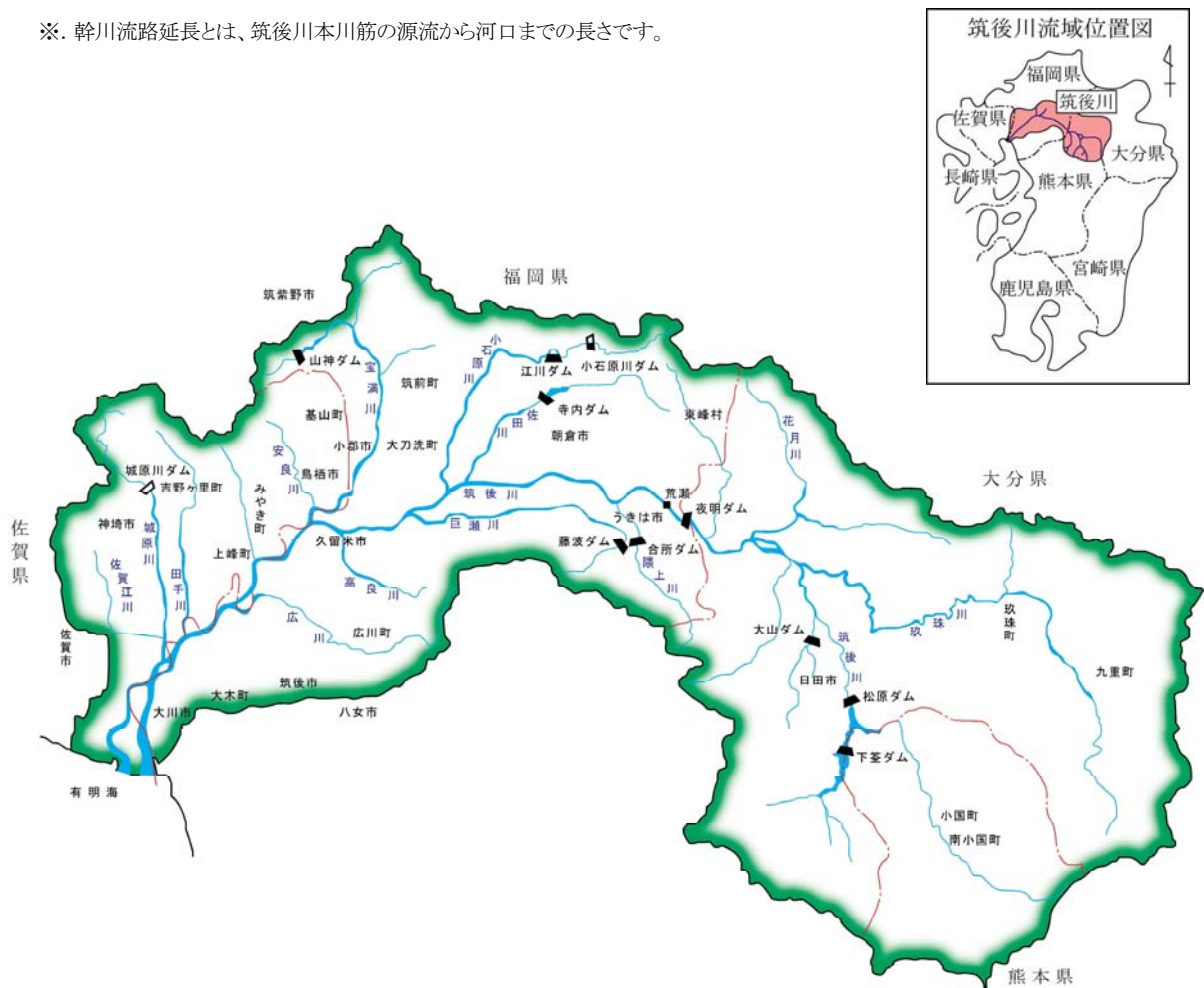 ※. 幹川流路延長とは、筑後川本川筋の源流から河口までの長さです。
筑後川流域位置図
福岡県
筑後川
佐賀県
大分県
長崎県
熊本県
宮崎県
鹿児島県
福岡県
筑紫野市
山神ダム
宝満川
筑前町
小石原川
江川ダム
小石原川ダム
基山町
寺内ダム
佐田川
朝倉市
東峰村
花月川
小郡市
大刀洗町
安良川
鳥栖市
城原川ダム
吉野ヶ里町
みやき町
大分県
佐賀県
神埼市
城原川
筑後川
荒瀬
夜明ダム
うきは市
巨瀬川
久留米市
藤波ダム
合所ダム
隈上川
上峰町
佐賀江川
田手川
高良川
広川
広川町
玖珠川
玖珠町
佐賀市
大山ダム
筑後川
日田市
九重町
筑後市
大木町
大川市
八女市
松原ダム
下筌ダム
有明海
小国町
南小国町
熊本県